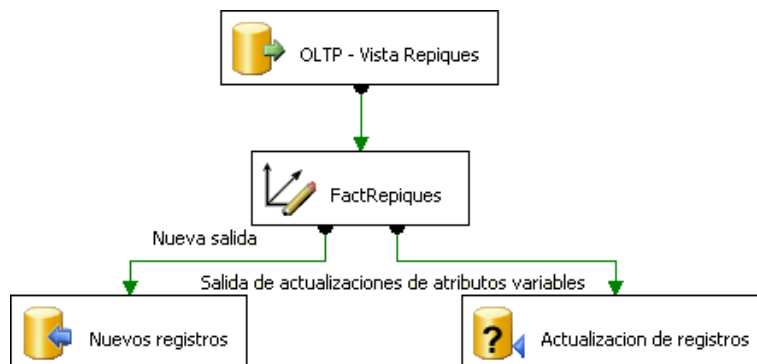 OLTP - Vista Repiques
FactRepiques
Nueva salida
Salida de actualizaciones de atributos variables
Nuevos registros
?
Actualizacion de registros